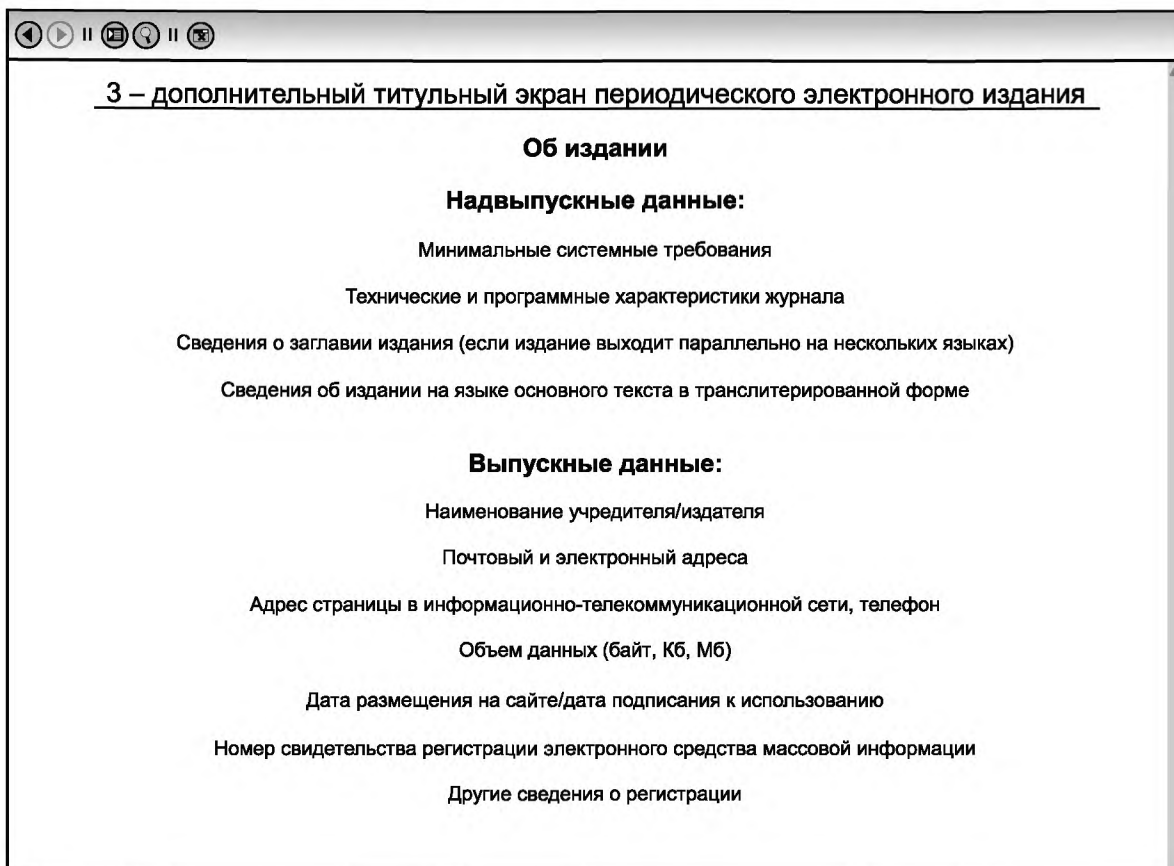 3 – дополнительный титульный экран периодического электронного издания
Об издании
Надвыпускные данные:
Минимальные системные требования
Технические и программные характеристики журнала
Сведения о заглавии издания (если издание выходит параллельно на нескольких языках)
Сведения об издании на языке основного текста в транслитерированной форме
Выпускные данные:
Наименование учредителя/издателя
Почтовый и электронный адреса
Адрес страницы в информационно-телекоммуникационной сети, телефон
Объем данных (байт, Кб, Мб)
Дата размещения на сайте/дата подписания к использованию
Номер свидетельства регистрации электронного средства массовой информации
Другие сведения о регистрации